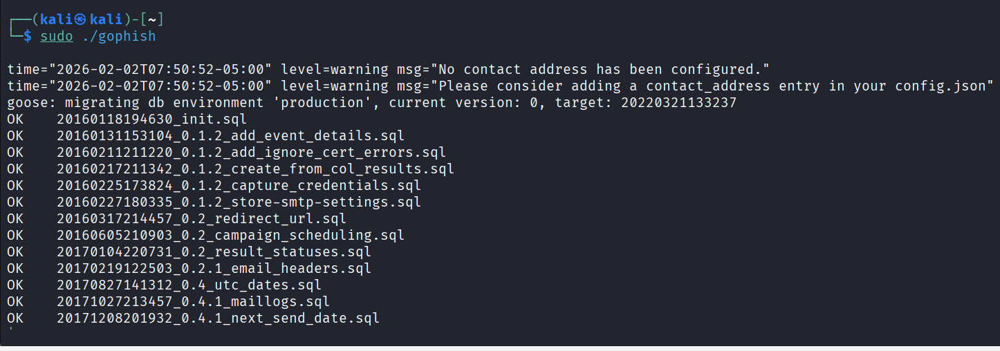 ┌──(kali㉿kali)-[~]
└─$ sudo ./gophish
time="2026-02-02T07:50:52-05:00" level=warning msg="No contact address has been configured."
time="2026-02-02T07:50:52-05:00" level=warning msg="Please consider adding a contact_address entry in your config.json"
goose: migrating db environment 'production', current version: 0, target: 20220321133237
OK    20160118194630_init.sql
OK    20160131153104_0.1.2_add_event_details.sql
OK    20160211211220_0.1.2_add_ignore_cert_errors.sql
OK    20160217211342_0.1.2_create_from_col_results.sql
OK    20160225173824_0.1.2_capture_credentials.sql
OK    20160227180335_0.1.2_store-smtp-settings.sql
OK    20160317214457_0.2_redirect_url.sql
OK    20160605210903_0.2_campaign_scheduling.sql
OK    20170104220731_0.2_result_statuses.sql
OK    20170219122503_0.2.1_email_headers.sql
OK    20170827141312_0.4_utc_dates.sql
OK    20171027213457_0.4.1_maillogs.sql
OK    20171208201932_0.4.1_next_send_date.sql